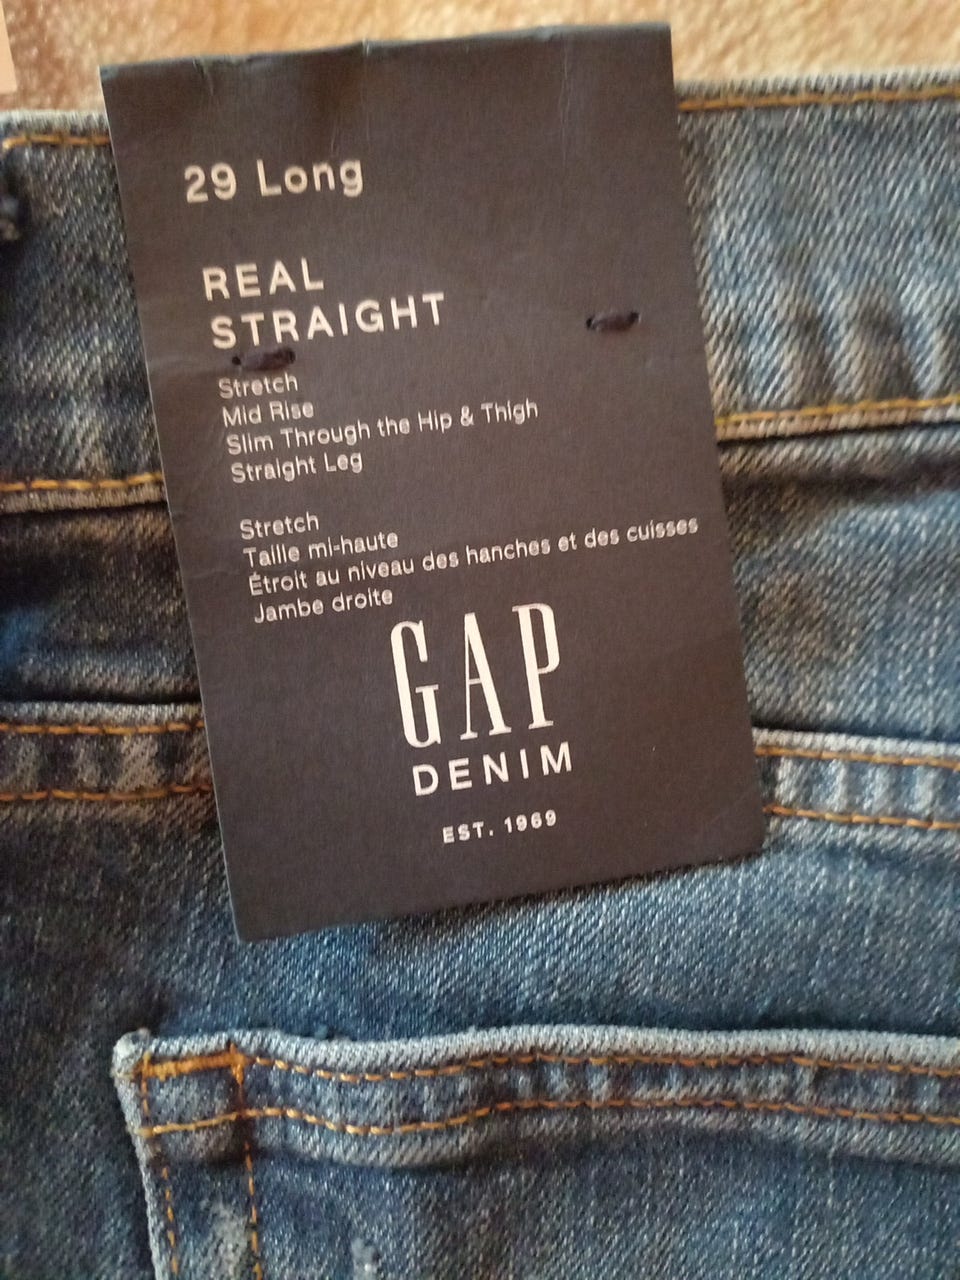 29 Long
REAL
STRAIGHT
Stretch
Mid Rise
Slim Through the Hip & Thigh
Straight Leg
Stretch
Taille mi-haute
Étroit au niveau des hanches et des cuisses
Jambe droite
GAP
DENIM
EST. 1969